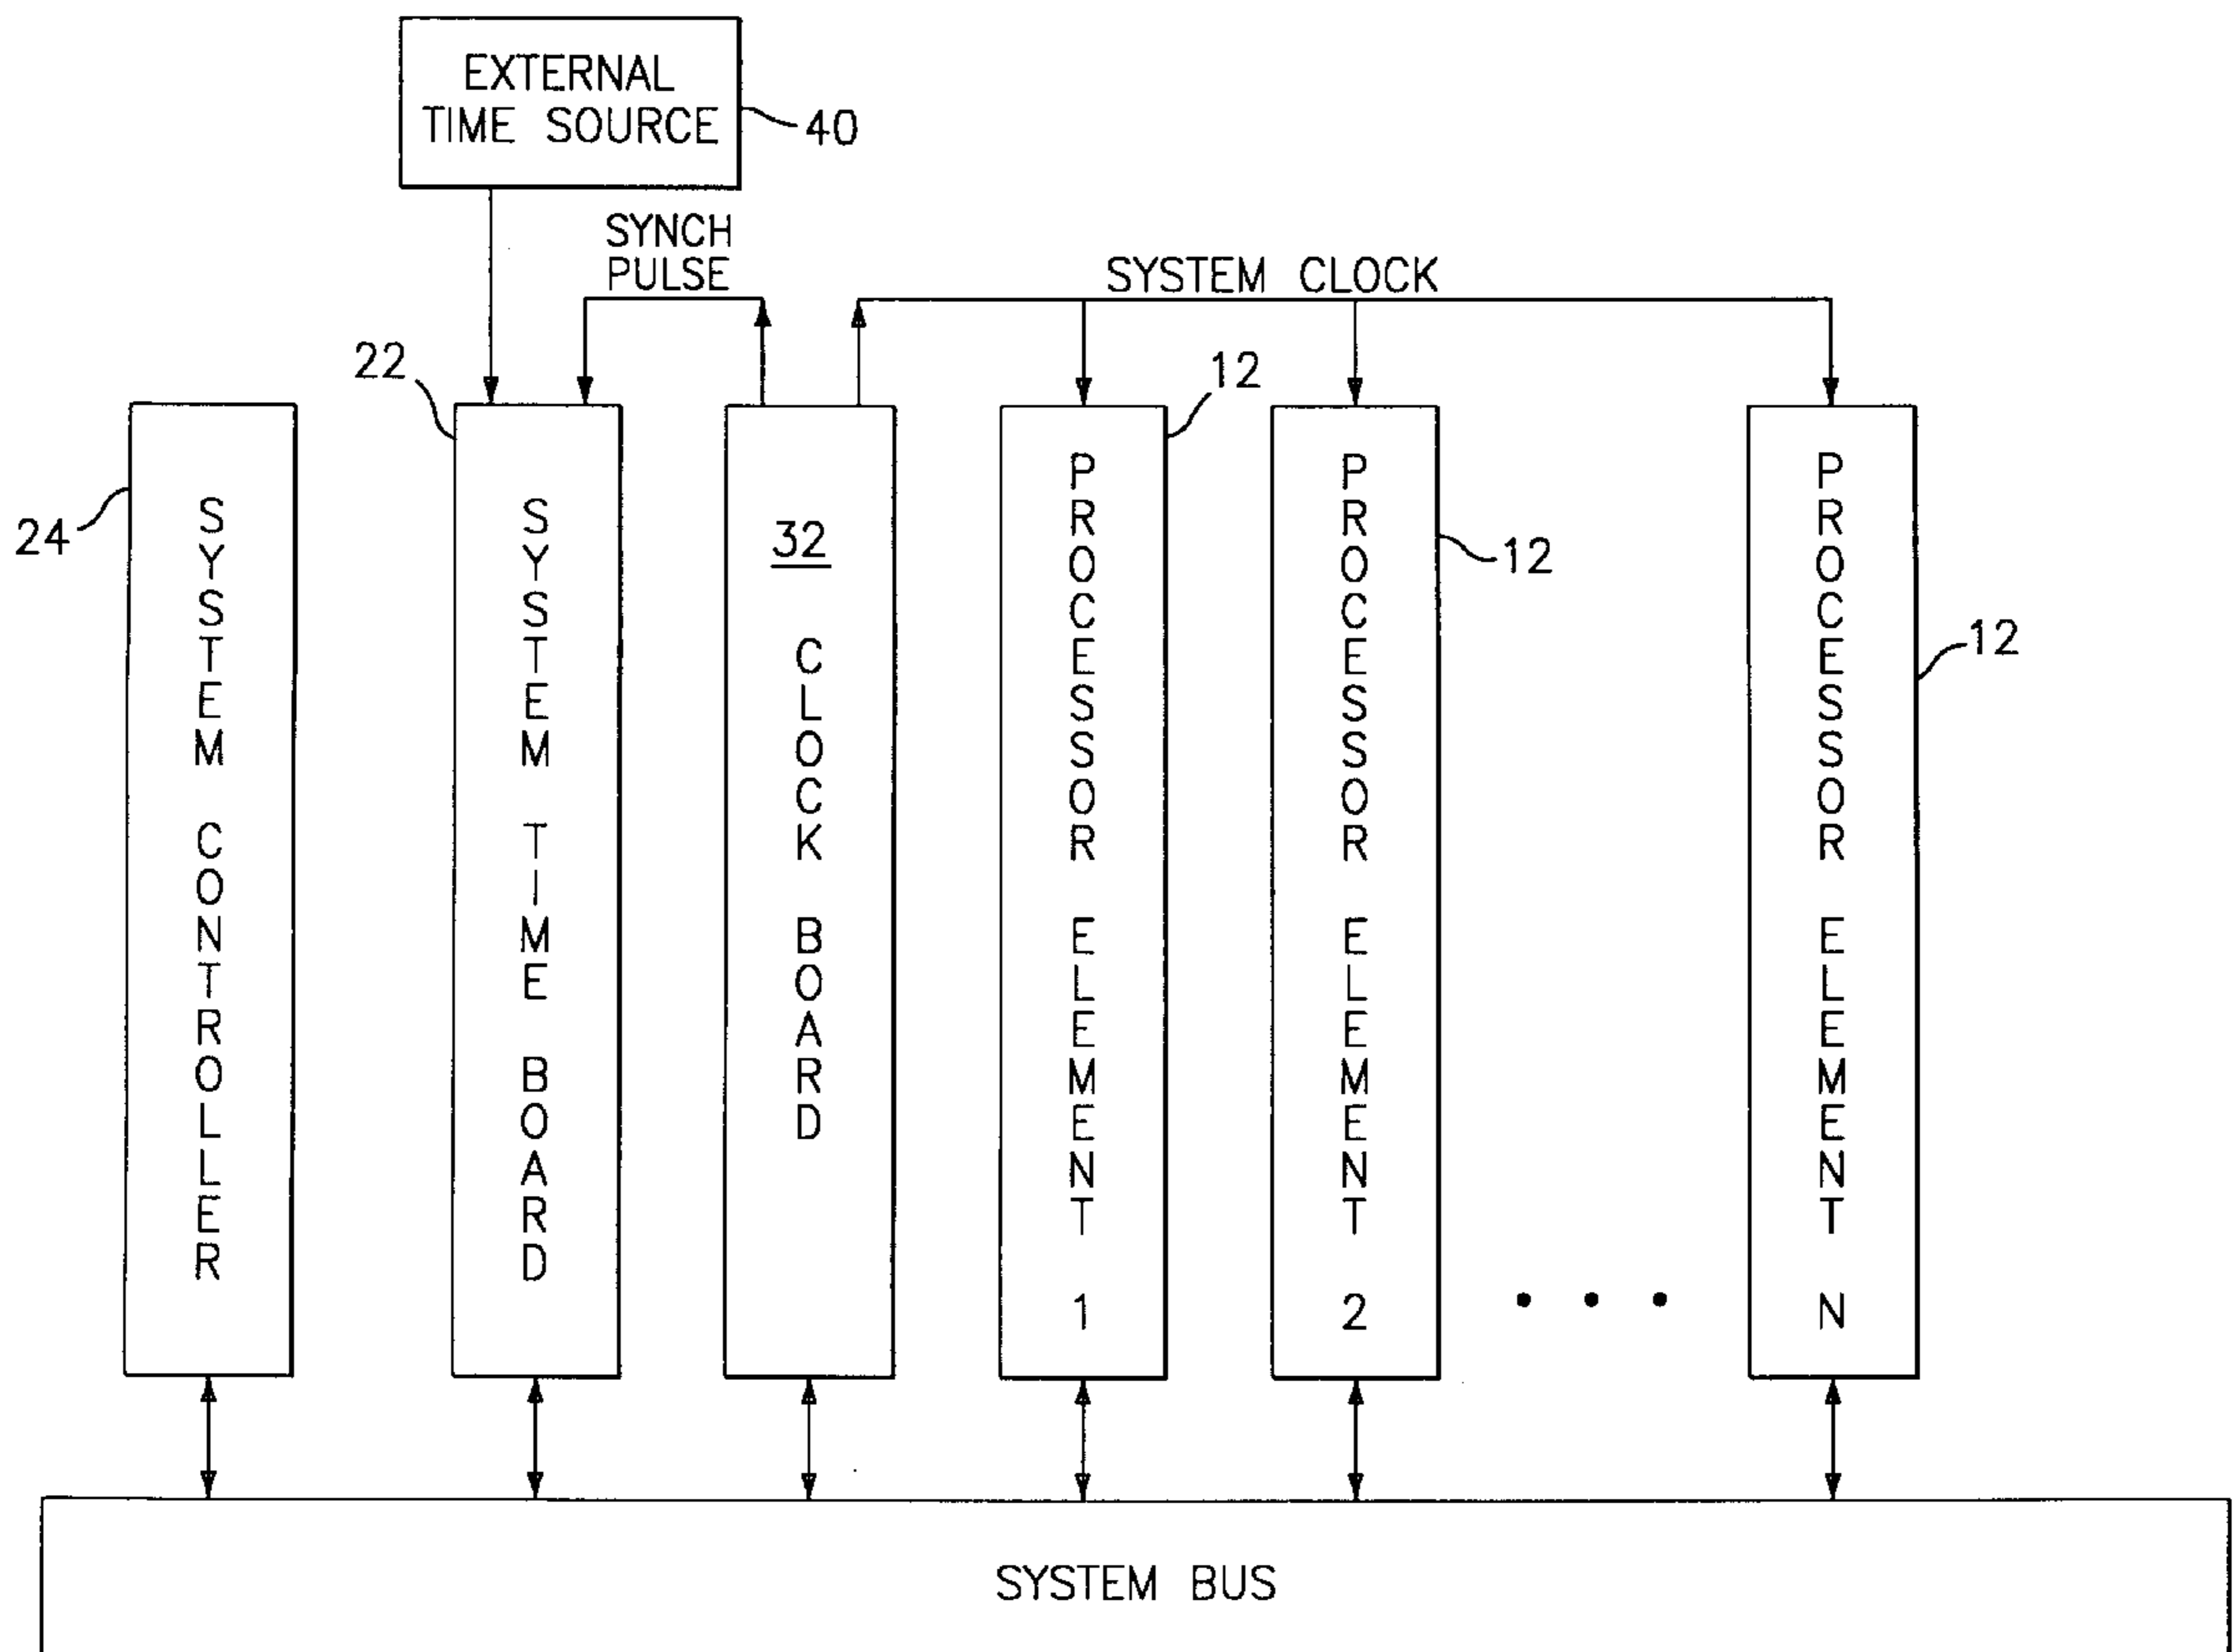 EXTERNAL
TIME SOURCE
40
SYNCH
PULSE
SYSTEM CLOCK
22
12
24
SYSTEM CONTROLLER
SYSTEM TIME BOARD
32
CLOCK BOARD
PROCESSOR ELEMENT 1
PROCESSOR ELEMENT 2
12
PROCESSOR ELEMENT N
12
SYSTEM BUS